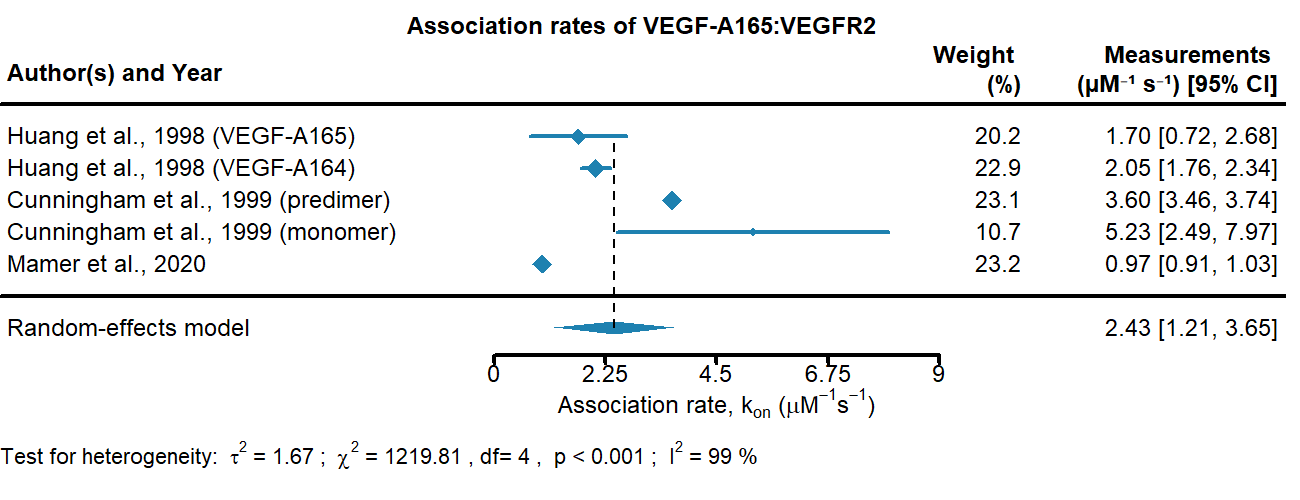 Association rates of VEGF-A165:VEGFR2
Author(s) and Year Weight (%) Measurements (μM⁻¹ s⁻¹) [95% CI]
Huang et al., 1998 (VEGF-A165) 20.2 1.70 [0.72, 2.68]
Huang et al., 1998 (VEGF-A164) 22.9 2.05 [1.76, 2.34]
Cunningham et al., 1999 (predimer) 23.1 3.60 [3.46, 3.74]
Cunningham et al., 1999 (monomer) 10.7 5.23 [2.49, 7.97]
Mamer et al., 2020 23.2 0.97 [0.91, 1.03]
Random-effects model 2.43 [1.21, 3.65]
0 2.25 4.5 6.75 9
Association rate, kₒₙ (μM⁻¹s⁻¹)
Test for heterogeneity: τ² = 1.67 ; χ² = 1219.81 , df= 4 , p < 0.001 ; I² = 99 %